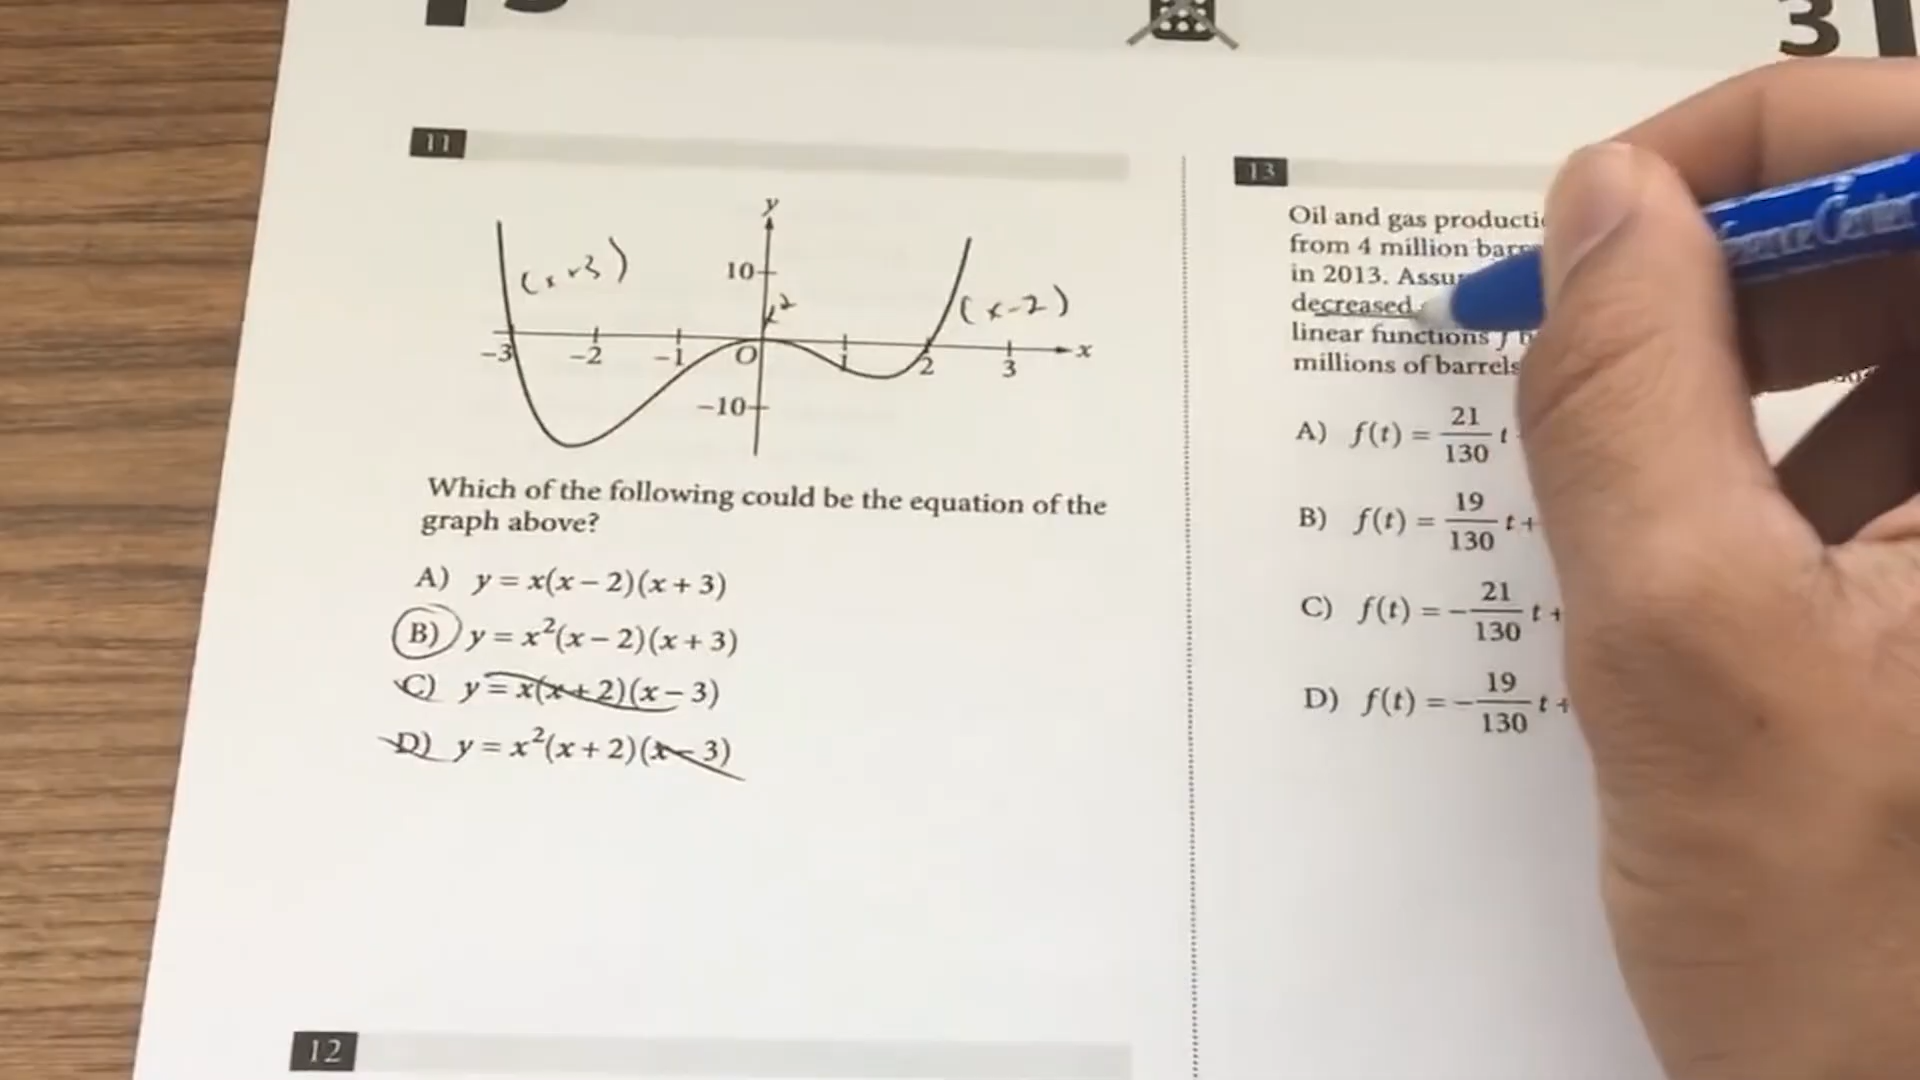 3
11
y
10
-10
-3
-2
-1
O
1
2
3
x
(x+3)
x²
(x-2)
Which of the following could be the equation of the
graph above?
A) y = x(x − 2)(x + 3)
B) y = x²(x − 2)(x + 3)
C) y = x(x + 2)(x − 3)
D) y = x²(x + 2)(x − 3)
12
13
Oil and gas
from 4 million
in 2013.
decreased
linear functions f
millions of barrels
A) f(t) = 21/130 t
B) f(t) = 19/130 t +
C) f(t) = −21/130 t +
D) f(t) = −19/130 t +
Center